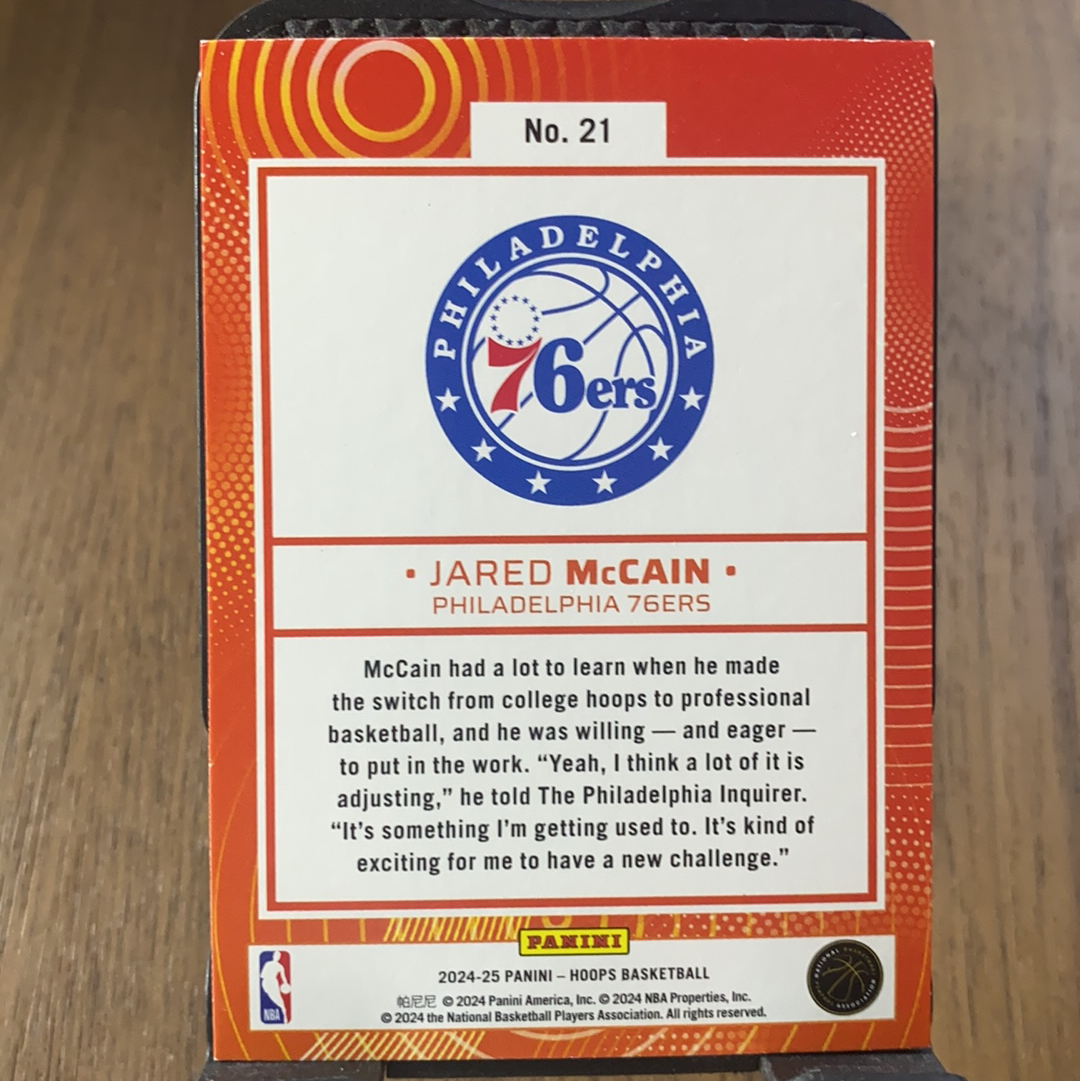 No. 21
PHILADELPHIA
76ers
• JARED McCAIN •
PHILADELPHIA 76ERS
McCain had a lot to learn when he made
the switch from college hoops to professional
basketball, and he was willing — and eager —
to put in the work. “Yeah, I think a lot of it is
adjusting,” he told The Philadelphia Inquirer.
“It’s something I’m getting used to. It’s kind of
exciting for me to have a new challenge.”
PANINI
2024-25 PANINI – HOOPS BASKETBALL
帕尼尼 © 2024 Panini America, Inc. © 2024 NBA Properties, Inc.
© 2024 the National Basketball Players Association. All rights reserved.
NBA
NATIONAL BASKETBALL PLAYERS ASSOCIATION